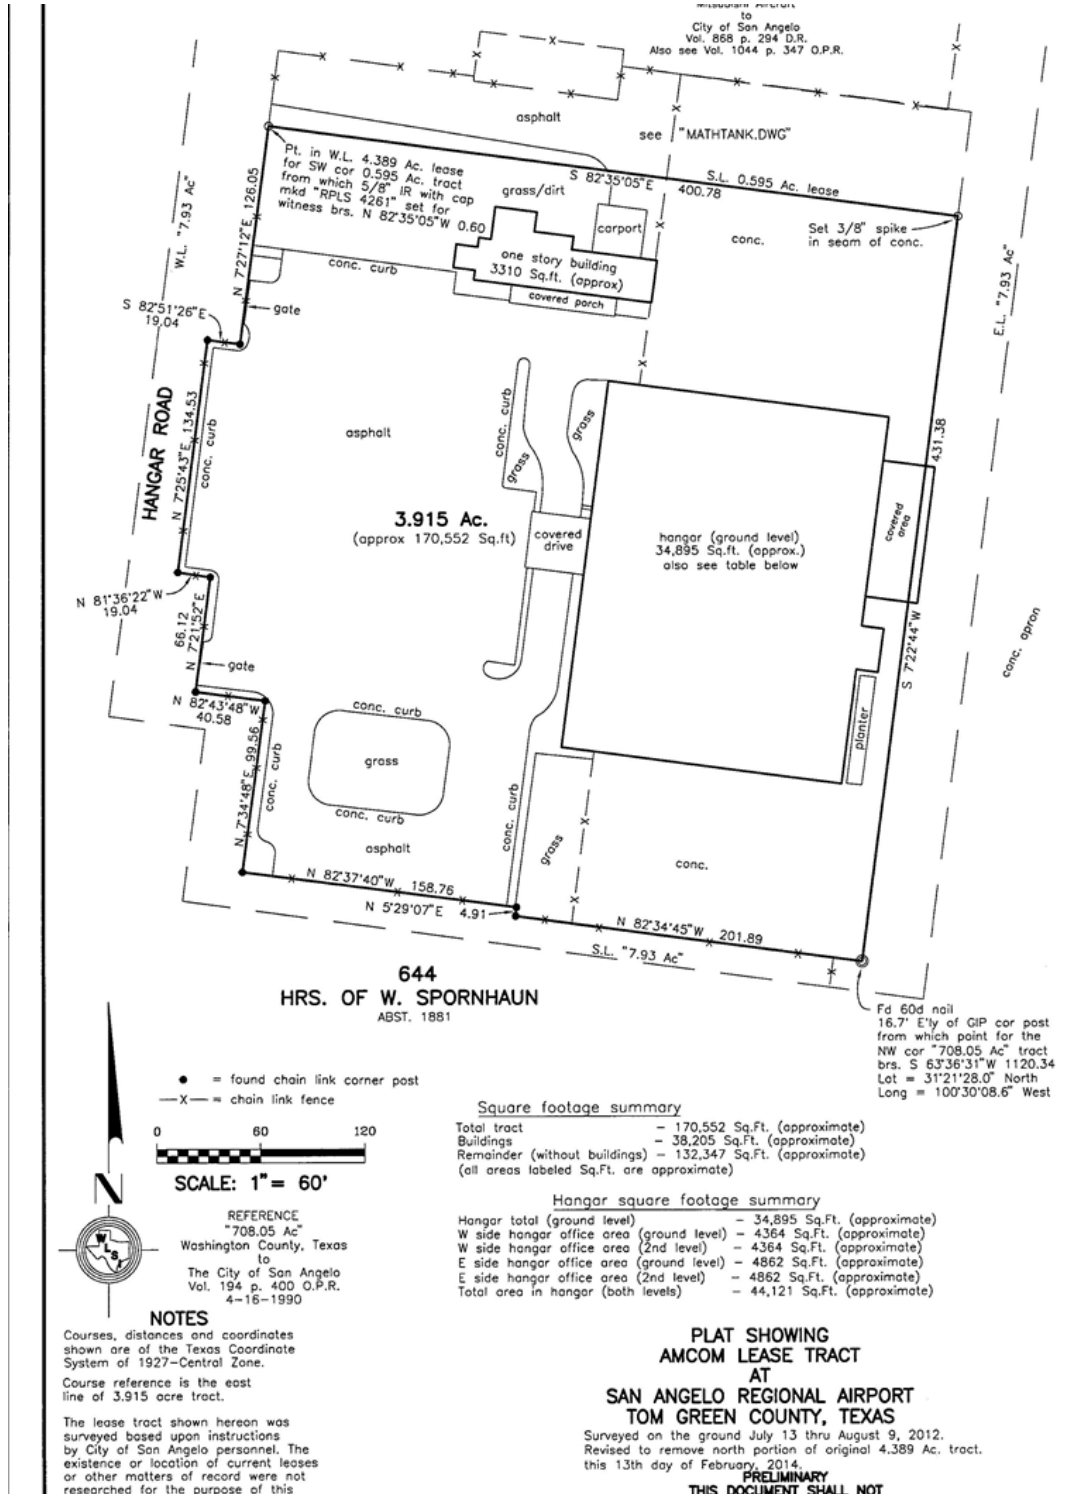 to
City of San Angelo
Vol. 868 p. 294 D.R.
Also see Vol. 1044 p. 347 O.P.R.
asphalt
see "MATHTANK.DWG"
Pt. in W.L. 4.389 Ac. lease
for SW cor 0.595 Ac. tract
from which 5/8" IR with cap
mkd "RPLS 4261" set for
witness brs. N 82°35'05"W 0.60
S 82°35'05"E 400.78
S.L. 0.595 Ac. lease
grass/dirt
carport
conc.
Set 3/8" spike
in seam of conc.
W.L. "7.93 Ac"
N 7°27'12"E 126.05
conc. curb
one story building
3310 Sq.ft. (approx)
covered porch
E.L. "7.93 Ac"
gate
S 82°51'26"E
19.04
HANGAR ROAD
N 7°25'43"E 134.53
conc. curb
asphalt
conc. curb
grass
grass
431.38
3.915 Ac.
(approx 170,552 Sq.ft)
covered
drive
hangar (ground level)
34,895 Sq.ft. (approx.)
also see table below
covered
area
N 81°36'22"W
19.04
66.12
N 7°21'52"E
gate
S 7°22'44"W
conc. apron
N 82°43'48"W
40.58
conc. curb
grass
conc. curb
planter
N 7°34'48"E 99.56
conc. curb
asphalt
conc. curb
grass
conc.
N 82°37'40"W 158.76
N 5°29'07"E 4.91
N 82°34'45"W 201.89
S.L. "7.93 Ac"
644
HRS. OF W. SPORNHAUN
ABST. 1881
Fd 60d nail
16.7' E'ly of GIP cor post
from which point for the
NW cor "708.05 Ac" tract
brs. S 63°36'31"W 1120.34
Lat = 31°21'28.0" North
Long = 100°30'08.6" West
= found chain link corner post
—X— = chain link fence
0 60 120
SCALE: 1"= 60'
N
Square footage summary
Total tract — 170,552 Sq.Ft. (approximate)
Buildings — 38,205 Sq.Ft. (approximate)
Remainder (without buildings) — 132,347 Sq.Ft. (approximate)
(all areas labeled Sq.Ft. are approximate)
Hangar square footage summary
Hangar total (ground level) — 34,895 Sq.Ft. (approximate)
W side hangar office area (ground level) — 4364 Sq.Ft. (approximate)
W side hangar office area (2nd level) — 4364 Sq.Ft. (approximate)
E side hangar office area (ground level) — 4862 Sq.Ft. (approximate)
E side hangar office area (2nd level) — 4862 Sq.Ft. (approximate)
Total area in hangar (both levels) — 44,121 Sq.Ft. (approximate)
REFERENCE
"708.05 Ac"
Washington County, Texas
to
The City of San Angelo
Vol. 194 p. 400 O.P.R.
4-16-1990
NOTES
Courses, distances and coordinates
shown are of the Texas Coordinate
System of 1927-Central Zone.
Course reference is the east
line of 3.915 acre tract.
The lease tract shown hereon was
surveyed based upon instructions
by City of San Angelo personnel. The
existence or location of current leases
or other matters of record were not
researched for the purpose of this
PLAT SHOWING
AMCOM LEASE TRACT
AT
SAN ANGELO REGIONAL AIRPORT
TOM GREEN COUNTY, TEXAS
Surveyed on the ground July 13 thru August 9, 2012.
Revised to remove north portion of original 4.389 Ac. tract.
this 13th day of February, 2014.
PRELIMINARY
THIS DOCUMENT SHALL NOT